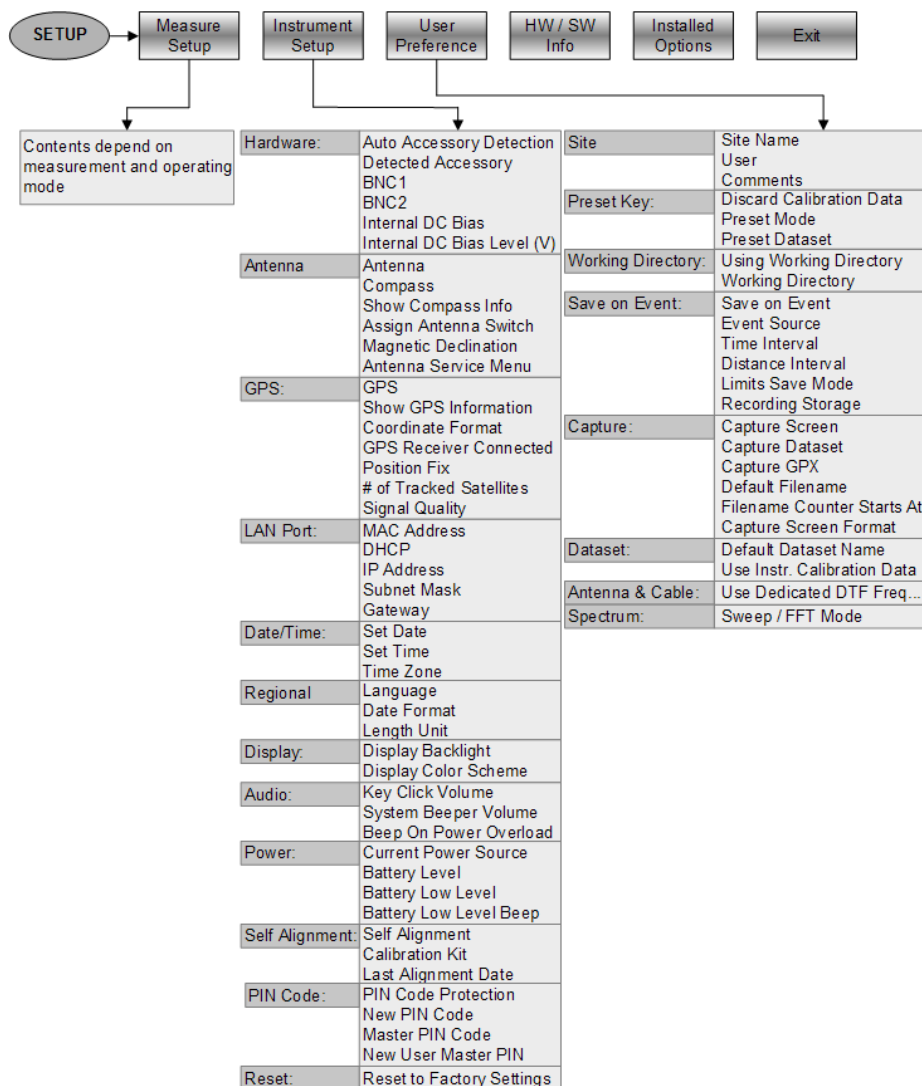 SETUP
Measure
Setup
Instrument
Setup
User
Preference
HW / SW
Info
Installed
Options
Exit
Contents depend on
measurement and operating
mode
Hardware:
Auto Accessory Detection
Detected Accessory
BNC1
BNC2
Internal DC Bias
Internal DC Bias Level (V)
Antenna
Antenna
Compass
Show Compass Info
Assign Antenna Switch
Magnetic Declination
Antenna Service Menu
GPS:
GPS
Show GPS Information
Coordinate Format
GPS Receiver Connected
Position Fix
# of Tracked Satellites
Signal Quality
LAN Port:
MAC Address
DHCP
IP Address
Subnet Mask
Gateway
Date/Time:
Set Date
Set Time
Time Zone
Regional
Language
Date Format
Length Unit
Display:
Display Backlight
Display Color Scheme
Audio:
Key Click Volume
System Beeper Volume
Beep On Power Overload
Power:
Current Power Source
Battery Level
Battery Low Level
Battery Low Level Beep
Self Alignment:
Self Alignment
Calibration Kit
Last Alignment Date
PIN Code:
PIN Code Protection
New PIN Code
Master PIN Code
New User Master PIN
Reset:
Reset to Factory Settings
Site
Site Name
User
Comments
Preset Key:
Discard Calibration Data
Preset Mode
Preset Dataset
Working Directory:
Using Working Directory
Working Directory
Save on Event:
Save on Event
Event Source
Time Interval
Distance Interval
Limits Save Mode
Recording Storage
Capture:
Capture Screen
Capture Dataset
Capture GPX
Default Filename
Filename Counter Starts At
Capture Screen Format
Dataset:
Default Dataset Name
Use Instr. Calibration Data
Antenna & Cable:
Use Dedicated DTF Freq...
Spectrum:
Sweep / FFT Mode